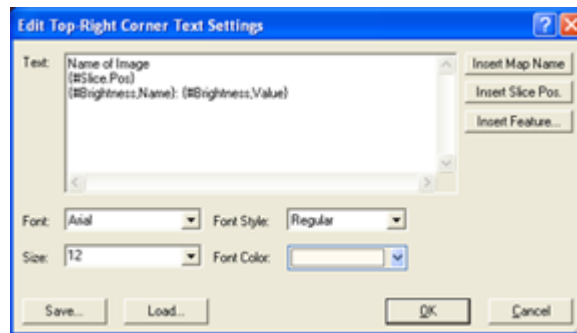 Edit Top-Right Corner Text Settings
Text:
Name of Image
{#Slice.Pos}
{#Brightness,Name}: {#Brightness,Value}
Insert Map Name
Insert Slice Pos.
Insert Feature...
Font: Arial Font Style: Regular
Size: 12 Font Color:
Save... Load... OK Cancel